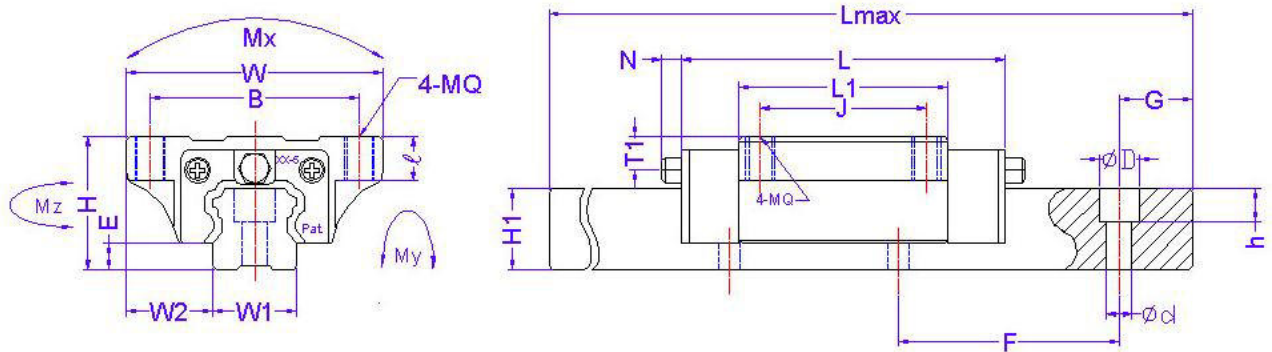 Mx
W
B
4-MQ
XX-5
ℓ
Mz
H
E
Pat
My
W2
W1
Lmax
N
L
L1
J
G
T1
ØD
4-MQ
H1
h
Ød
F